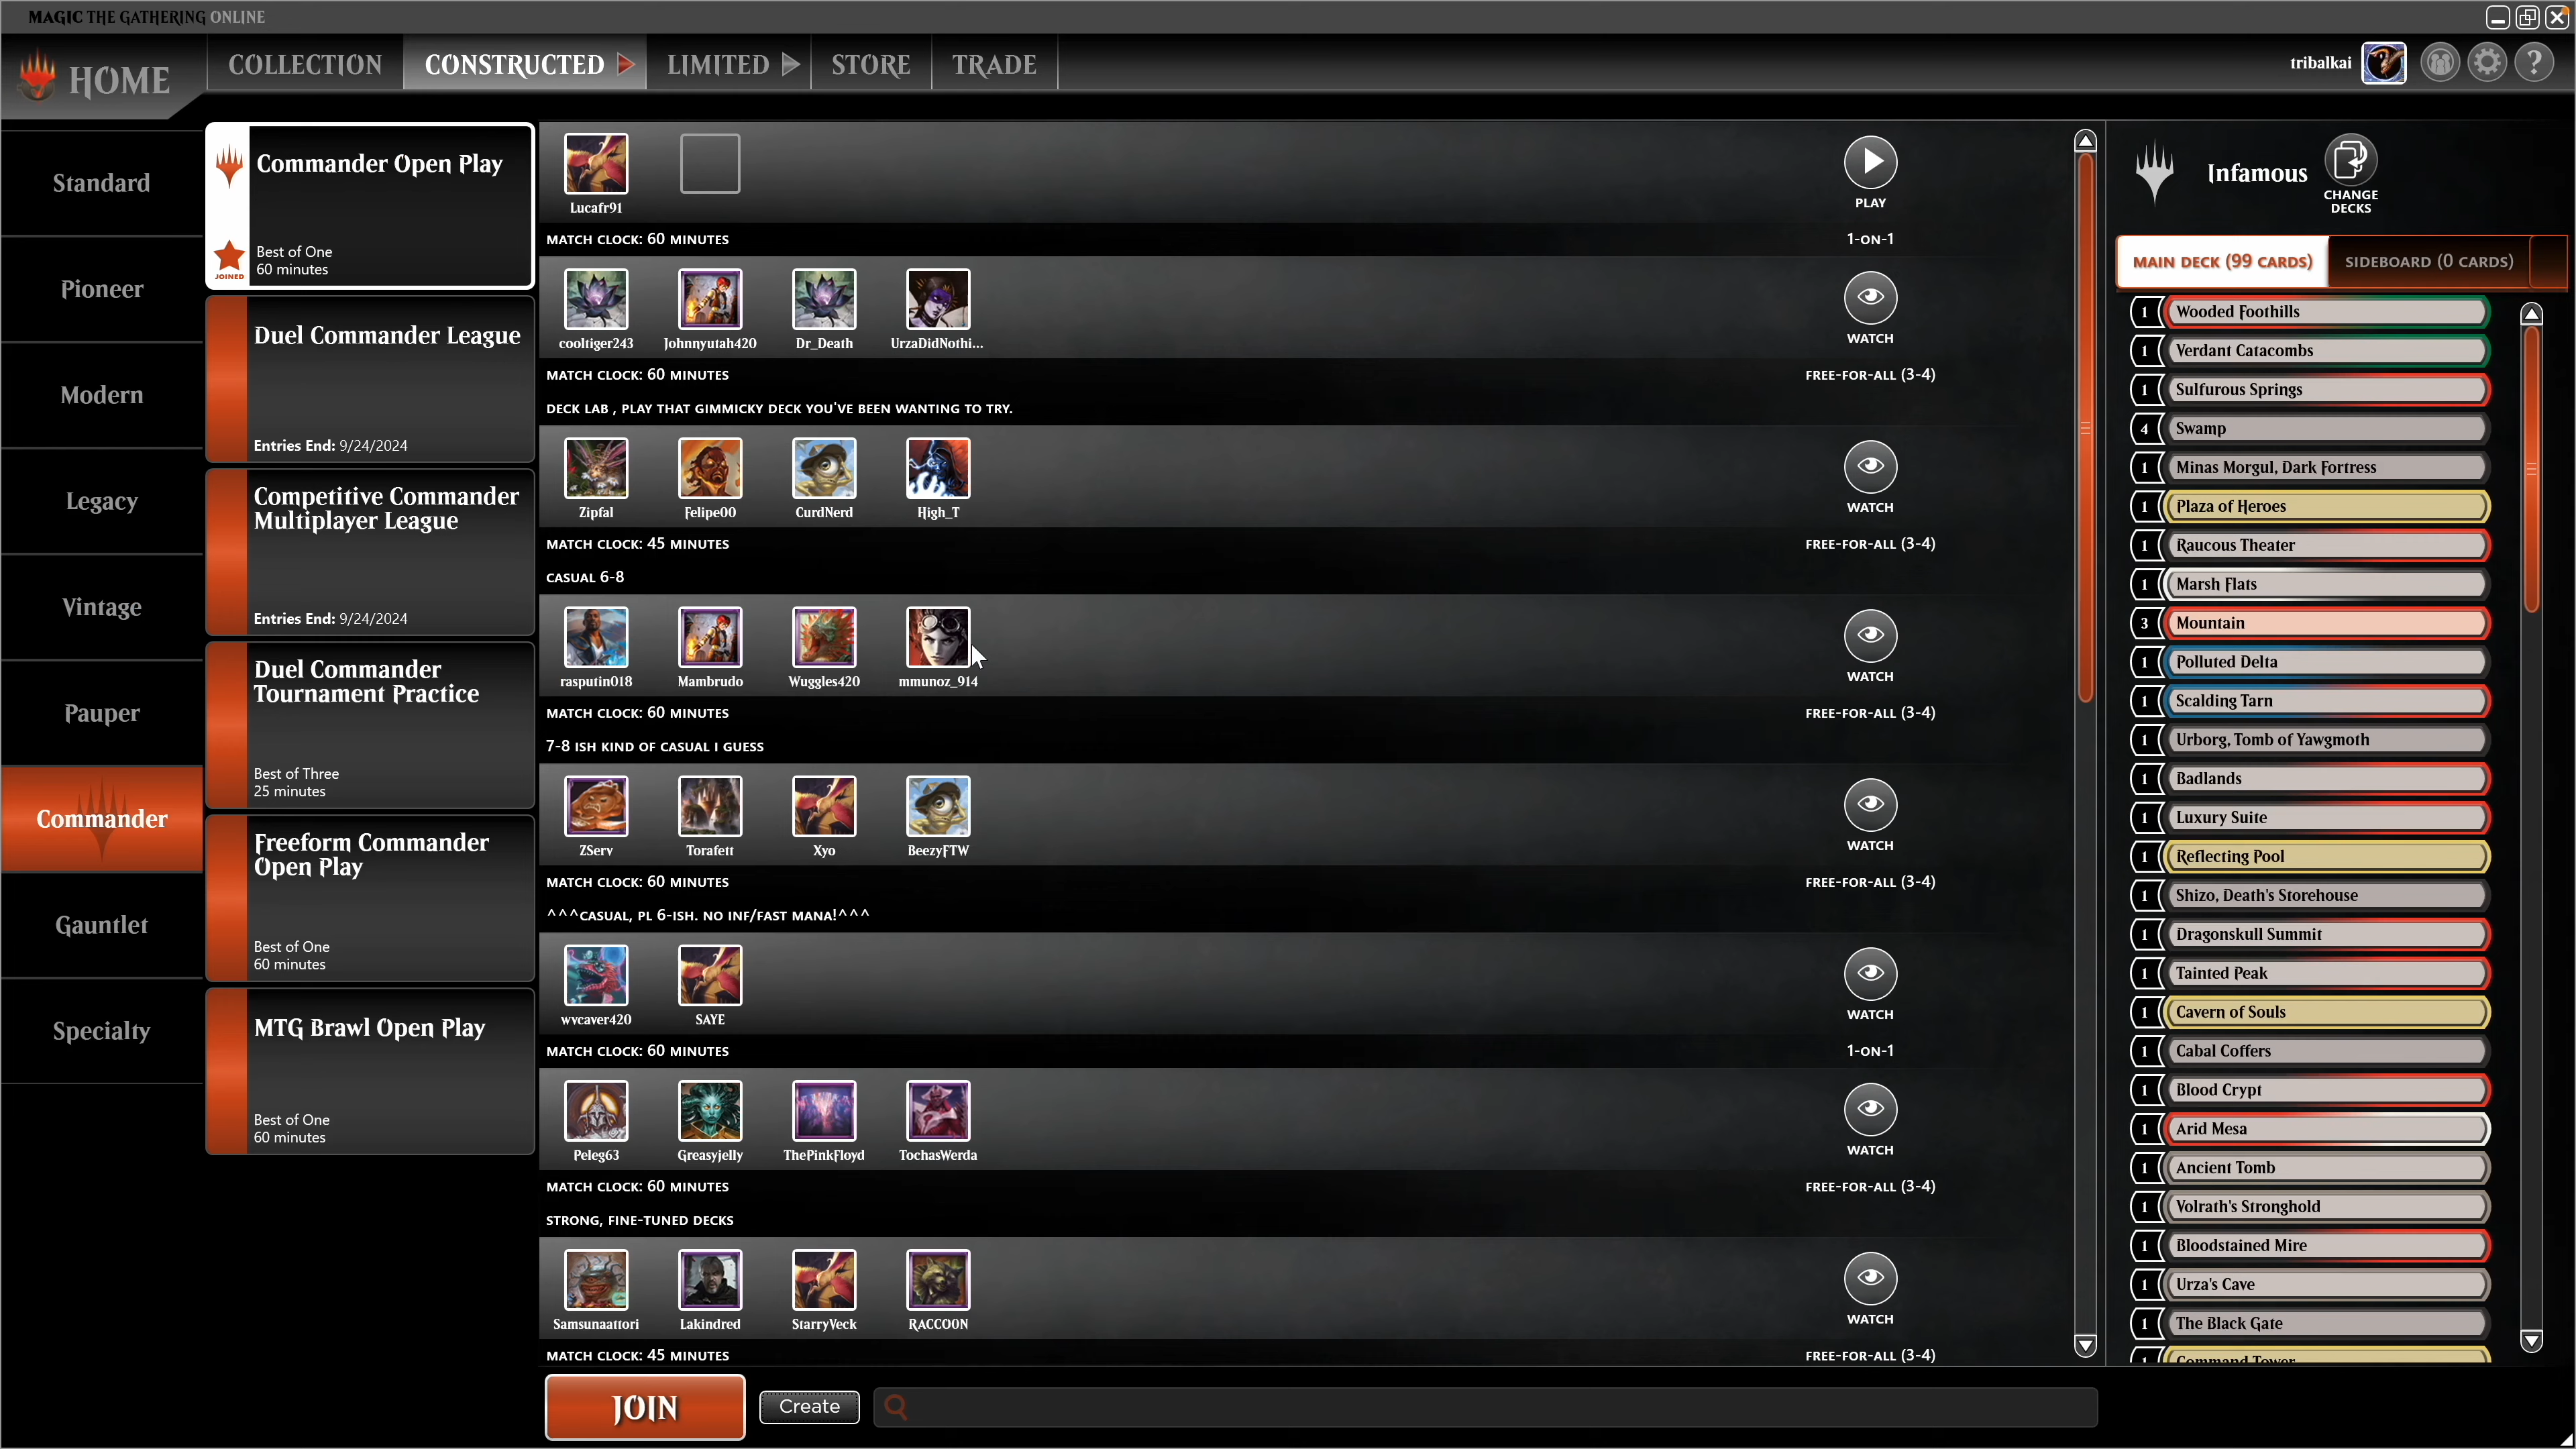 MAGIC THE GATHERING ONLINE
HOME
COLLECTION
CONSTRUCTED
LIMITED
STORE
TRADE
tribalkai
?
Standard
Pioneer
Modern
Legacy
Vintage
Pauper
Commander
Gauntlet
Specialty
Commander Open Play
Best of One
60 minutes
JOINED
Duel Commander League
Entries End: 9/24/2024
Competitive Commander
Multiplayer League
Entries End: 9/24/2024
Duel Commander
Tournament Practice
Best of Three
25 minutes
Freeform Commander
Open Play
Best of One
60 minutes
MTG Brawl Open Play
Best of One
60 minutes
Lucafr91
PLAY
MATCH CLOCK: 60 MINUTES
1-ON-1
cooltiger243
Johnnyutah420
Dr_Death
UrzaDidNothi...
WATCH
MATCH CLOCK: 60 MINUTES
FREE-FOR-ALL (3-4)
DECK LAB , PLAY THAT GIMMICKY DECK YOU'VE BEEN WANTING TO TRY.
Zipfal
Felipe00
CurdNerd
High_T
WATCH
MATCH CLOCK: 45 MINUTES
FREE-FOR-ALL (3-4)
CASUAL 6-8
rasputin018
Mambrudo
Wuggles420
mmunoz_914
WATCH
MATCH CLOCK: 60 MINUTES
FREE-FOR-ALL (3-4)
7-8 ISH KIND OF CASUAL I GUESS
ZServ
Torafett
Xyo
BeezyFTW
WATCH
MATCH CLOCK: 60 MINUTES
FREE-FOR-ALL (3-4)
^^^CASUAL, PL 6-ISH. NO INF/FAST MANA!^^^
wvcaver420
SAYE
WATCH
MATCH CLOCK: 60 MINUTES
1-ON-1
Peleg63
Greasyjelly
ThePinkFloyd
TochasWerda
WATCH
MATCH CLOCK: 60 MINUTES
FREE-FOR-ALL (3-4)
STRONG, FINE-TUNED DECKS
Samsunaattori
Lakindred
StarryVeck
RACCOON
WATCH
MATCH CLOCK: 45 MINUTES
FREE-FOR-ALL (3-4)
JOIN
Create
Infamous
CHANGE
DECKS
MAIN DECK (99 CARDS)
SIDEBOARD (0 CARDS)
1 Wooded Foothills
1 Verdant Catacombs
1 Sulfurous Springs
4 Swamp
1 Minas Morgul, Dark Fortress
1 Plaza of Heroes
1 Raucous Theater
1 Marsh Flats
3 Mountain
1 Polluted Delta
1 Scalding Tarn
1 Urborg, Tomb of Yawgmoth
1 Badlands
1 Luxury Suite
1 Reflecting Pool
1 Shizo, Death's Storehouse
1 Dragonskull Summit
1 Tainted Peak
1 Cavern of Souls
1 Cabal Coffers
1 Blood Crypt
1 Arid Mesa
1 Ancient Tomb
1 Volrath's Stronghold
1 Bloodstained Mire
1 Urza's Cave
1 The Black Gate
1 Command Tower